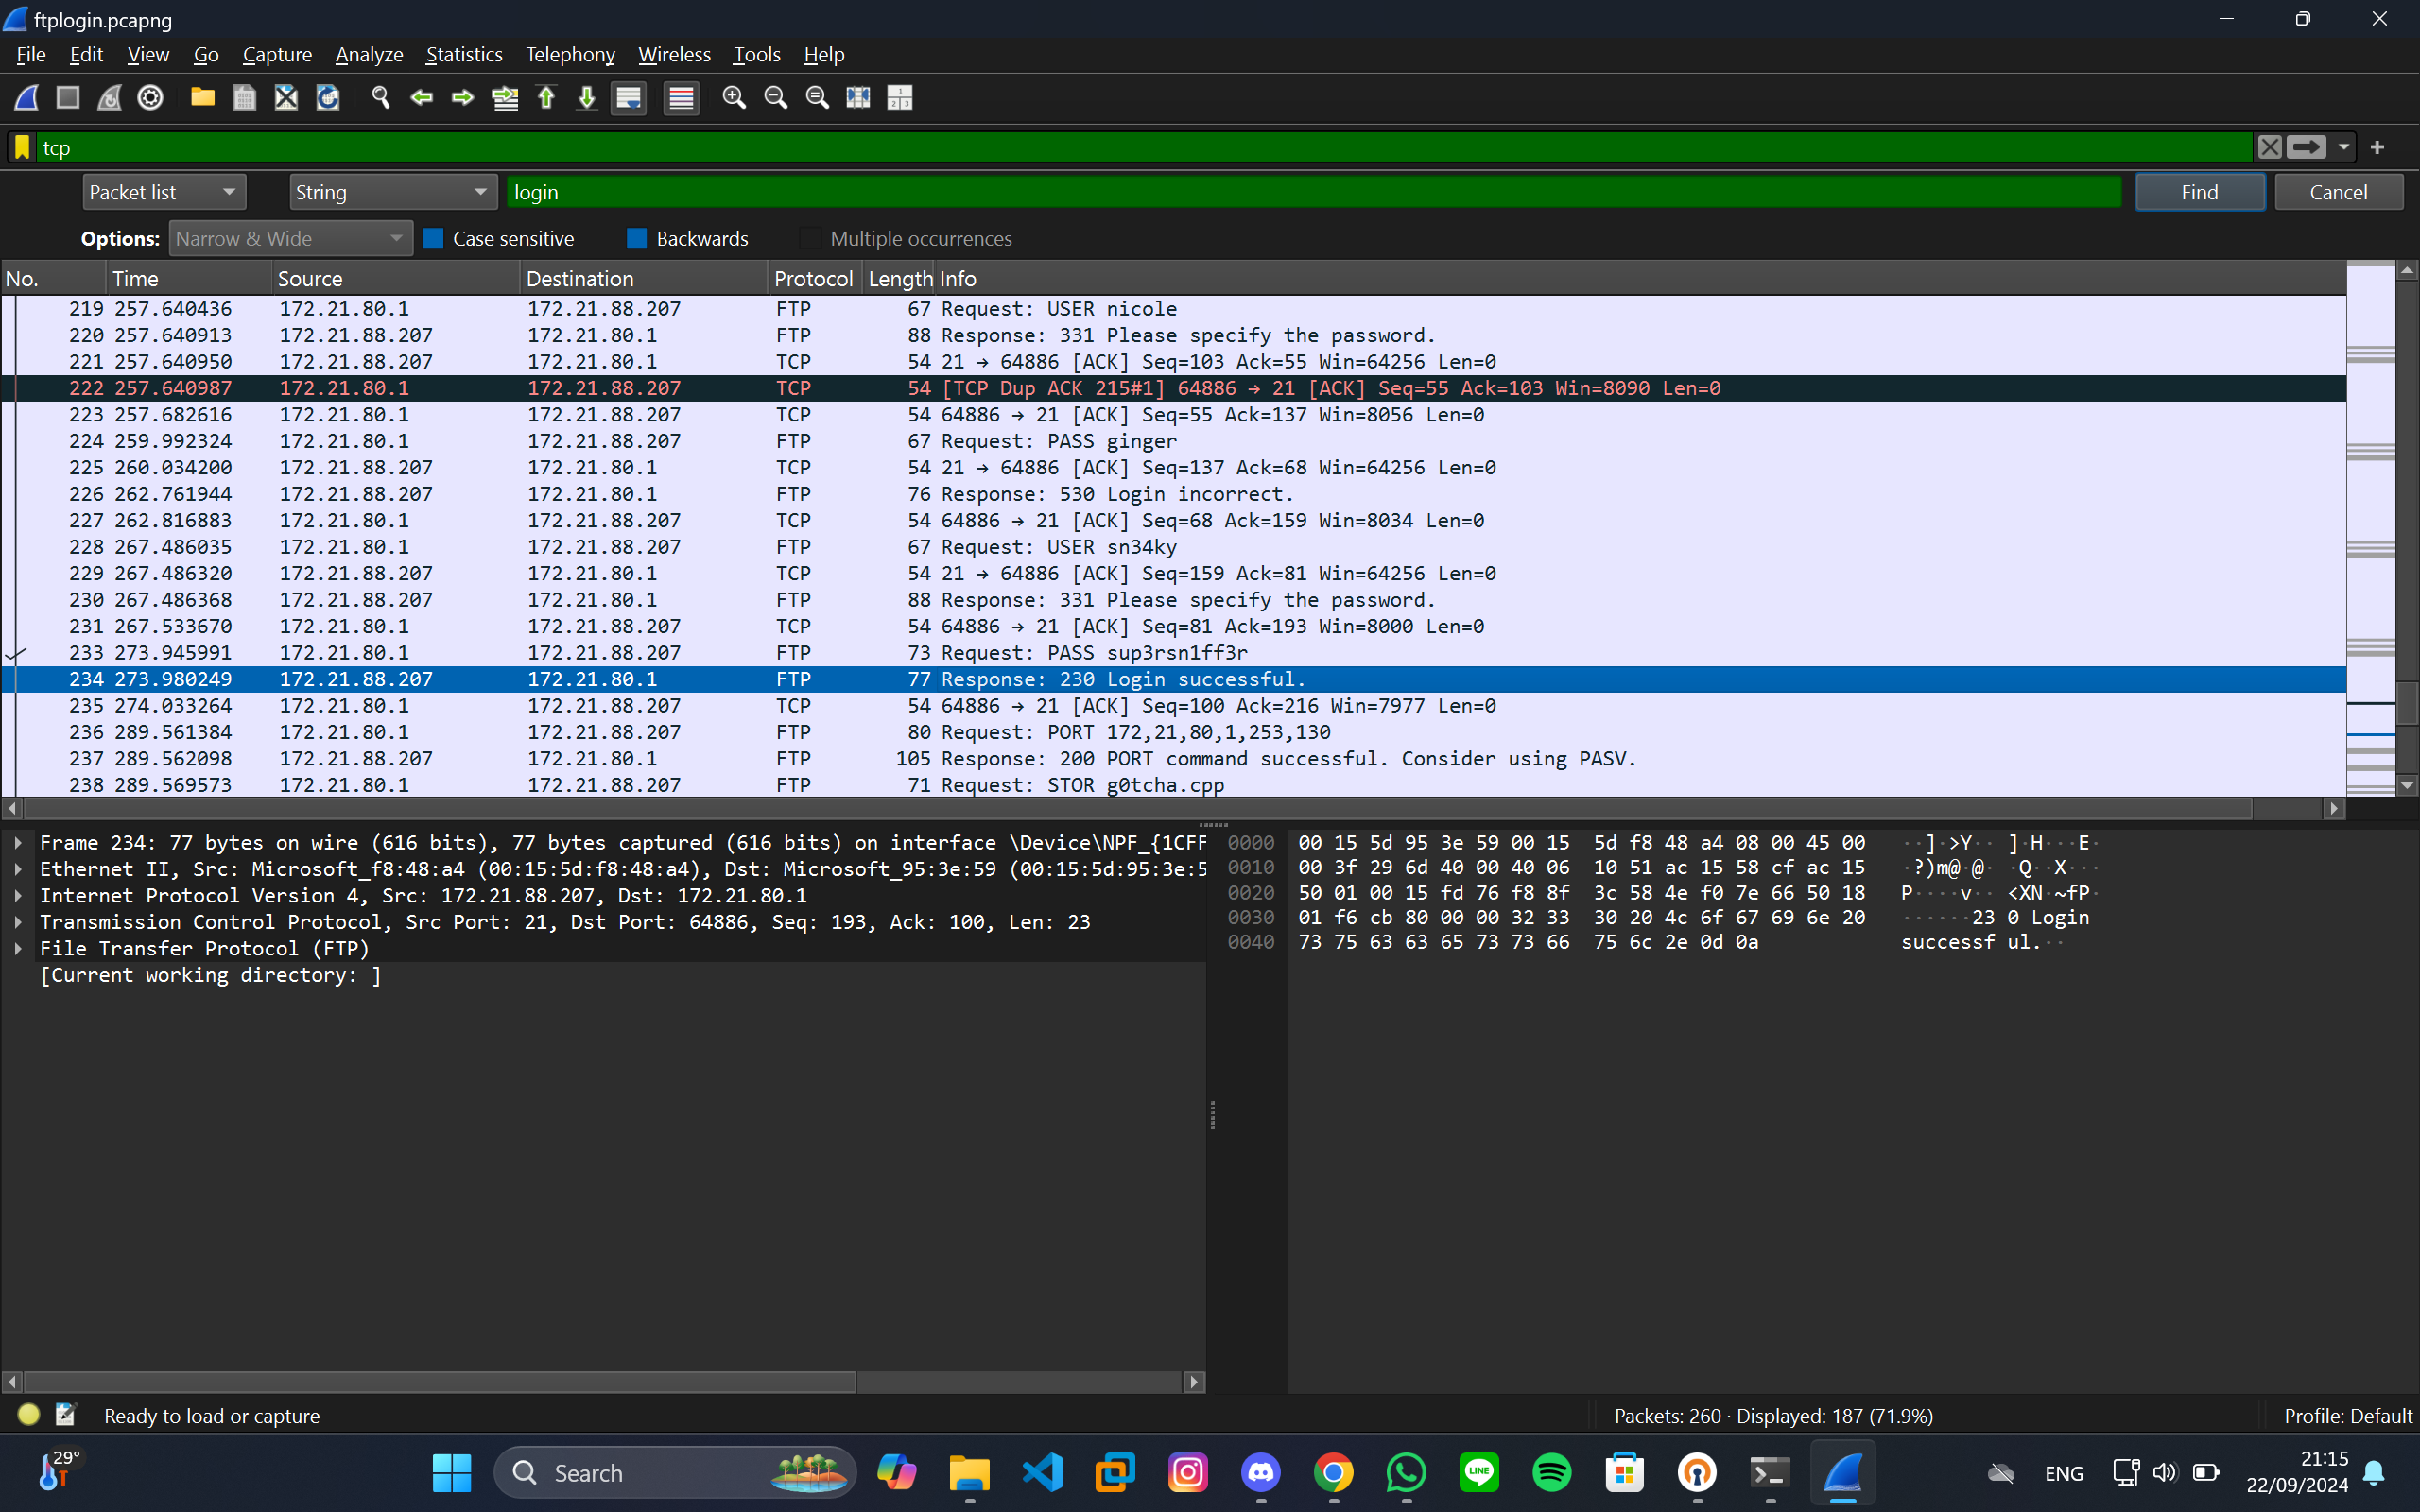 ftplogin.pcapng
File Edit View Go Capture Analyze Statistics Telephony Wireless Tools Help
tcp
Packet list String login Find Cancel
Options: Narrow & Wide Case sensitive Backwards Multiple occurrences
No. Time Source Destination Protocol Length Info
219 257.640436 172.21.80.1 172.21.88.207 FTP 67 Request: USER nicole
220 257.640913 172.21.88.207 172.21.80.1 FTP 88 Response: 331 Please specify the password.
221 257.640950 172.21.88.207 172.21.80.1 TCP 54 21 → 64886 [ACK] Seq=103 Ack=55 Win=64256 Len=0
222 257.640987 172.21.80.1 172.21.88.207 TCP 54 [TCP Dup ACK 215#1] 64886 → 21 [ACK] Seq=55 Ack=103 Win=8090 Len=0
223 257.682616 172.21.80.1 172.21.88.207 TCP 54 64886 → 21 [ACK] Seq=55 Ack=137 Win=8056 Len=0
224 259.992324 172.21.80.1 172.21.88.207 FTP 67 Request: PASS ginger
225 260.034200 172.21.88.207 172.21.80.1 TCP 54 21 → 64886 [ACK] Seq=137 Ack=68 Win=64256 Len=0
226 262.761944 172.21.88.207 172.21.80.1 FTP 76 Response: 530 Login incorrect.
227 262.816883 172.21.80.1 172.21.88.207 TCP 54 64886 → 21 [ACK] Seq=68 Ack=159 Win=8034 Len=0
228 267.486035 172.21.80.1 172.21.88.207 FTP 67 Request: USER sn34ky
229 267.486320 172.21.88.207 172.21.80.1 TCP 54 21 → 64886 [ACK] Seq=159 Ack=81 Win=64256 Len=0
230 267.486368 172.21.88.207 172.21.80.1 FTP 88 Response: 331 Please specify the password.
231 267.533670 172.21.80.1 172.21.88.207 TCP 54 64886 → 21 [ACK] Seq=81 Ack=193 Win=8000 Len=0
233 273.945991 172.21.80.1 172.21.88.207 FTP 73 Request: PASS sup3rsn1ff3r
234 273.980249 172.21.88.207 172.21.80.1 FTP 77 Response: 230 Login successful.
235 274.033264 172.21.80.1 172.21.88.207 TCP 54 64886 → 21 [ACK] Seq=100 Ack=216 Win=7977 Len=0
236 289.561384 172.21.80.1 172.21.88.207 FTP 80 Request: PORT 172,21,80,1,253,130
237 289.562098 172.21.88.207 172.21.80.1 FTP 105 Response: 200 PORT command successful. Consider using PASV.
238 289.569573 172.21.80.1 172.21.88.207 FTP 71 Request: STOR g0tcha.cpp
Frame 234: 77 bytes on wire (616 bits), 77 bytes captured (616 bits) on interface \Device\NPF_{1CFF
Ethernet II, Src: Microsoft_f8:48:a4 (00:15:5d:f8:48:a4), Dst: Microsoft_95:3e:59 (00:15:5d:95:3e:5
Internet Protocol Version 4, Src: 172.21.88.207, Dst: 172.21.80.1
Transmission Control Protocol, Src Port: 21, Dst Port: 64886, Seq: 193, Ack: 100, Len: 23
File Transfer Protocol (FTP)
[Current working directory: ]
0000 00 15 5d 95 3e 59 00 15 5d f8 48 a4 08 00 45 00 ··]·>Y·· ]·H···E·
0010 00 3f 29 6d 40 00 40 06 10 51 ac 15 58 cf ac 15 ·?)m@·@· ·Q··X···
0020 50 01 00 15 fd 76 f8 8f 3c 58 4e f0 7e 66 50 18 P····v·· <XN·~fP·
0030 01 f6 cb 80 00 00 32 33 30 20 4c 6f 67 69 6e 20 ······23 0 Login
0040 73 75 63 63 65 73 73 66 75 6c 2e 0d 0a successf ul.··
Ready to load or capture Packets: 260 · Displayed: 187 (71.9%) Profile: Default
29° Search LINE ENG 21:15
22/09/2024